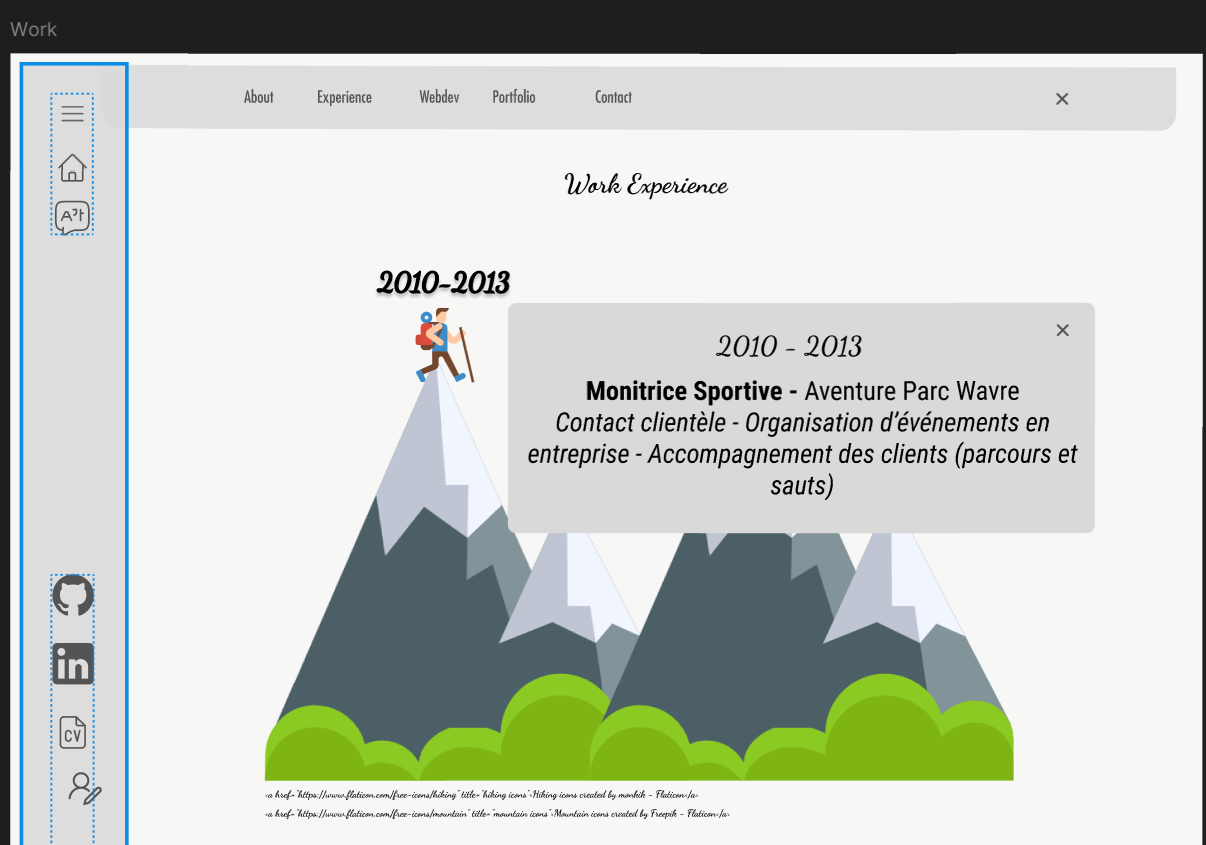 Work
About Experience Webdev Portfolio Contact
Work Experience
2010-2013
2010 - 2013
Monitrice Sportive - Aventure Parc Wavre
Contact clientèle - Organisation d'événements en
entreprise - Accompagnement des clients (parcours et
sauts)
A가
in
CV
<a href="https://www.flaticon.com/free-icons/hiking" title="hiking icons">Hiking icons created by monkik - Flaticon</a>
<a href="https://www.flaticon.com/free-icons/mountain" title="mountain icons">Mountain icons created by Freepik - Flaticon</a>